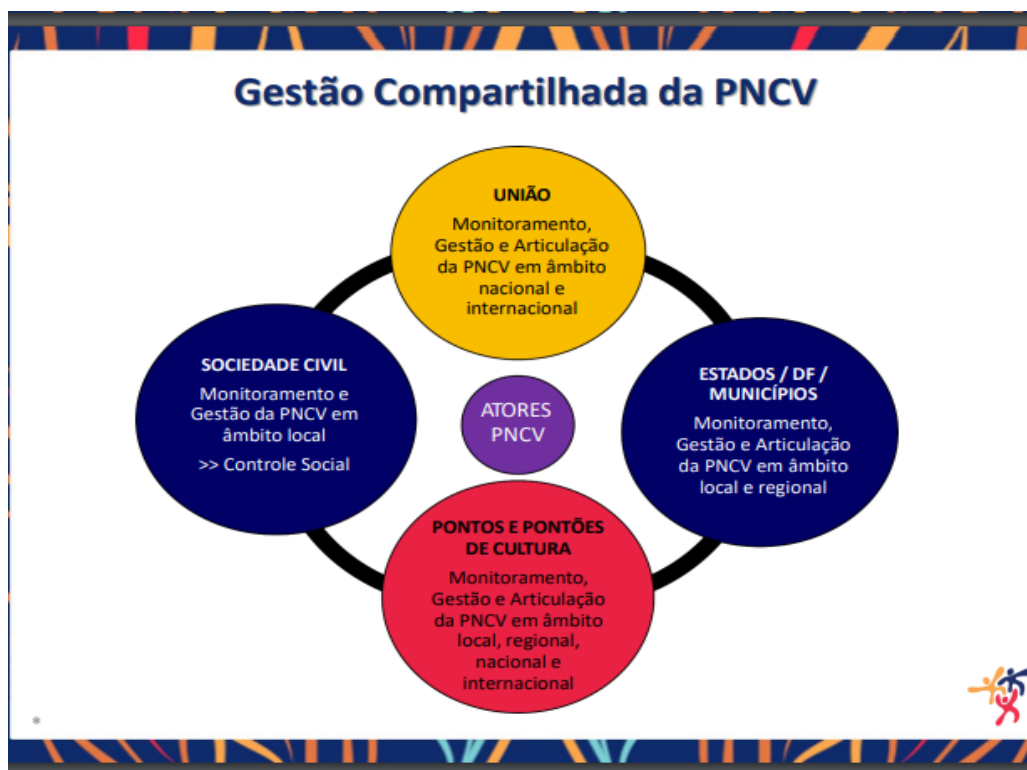 Gestão Compartilhada da PNCV
UNIÃO
Monitoramento,
Gestão e Articulação
da PNCV em âmbito
nacional e
internacional
SOCIEDADE CIVIL
Monitoramento e
Gestão da PNCV em
âmbito local
>> Controle Social
ATORES
PNCV
ESTADOS / DF /
MUNICÍPIOS
Monitoramento,
Gestão e Articulação
da PNCV em âmbito
local e regional
PONTOS E PONTÕES
DE CULTURA
Monitoramento,
Gestão e Articulação
da PNCV em âmbito
local, regional,
nacional e
internacional
*